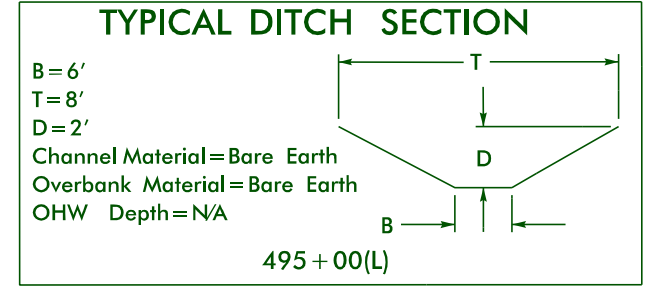 TYPICAL DITCH SECTION
B=6'
T=8'
D=2'
Channel Material=Bare Earth
Overbank Material=Bare Earth
OHW Depth=N/A
T
D
B
495+00(L)